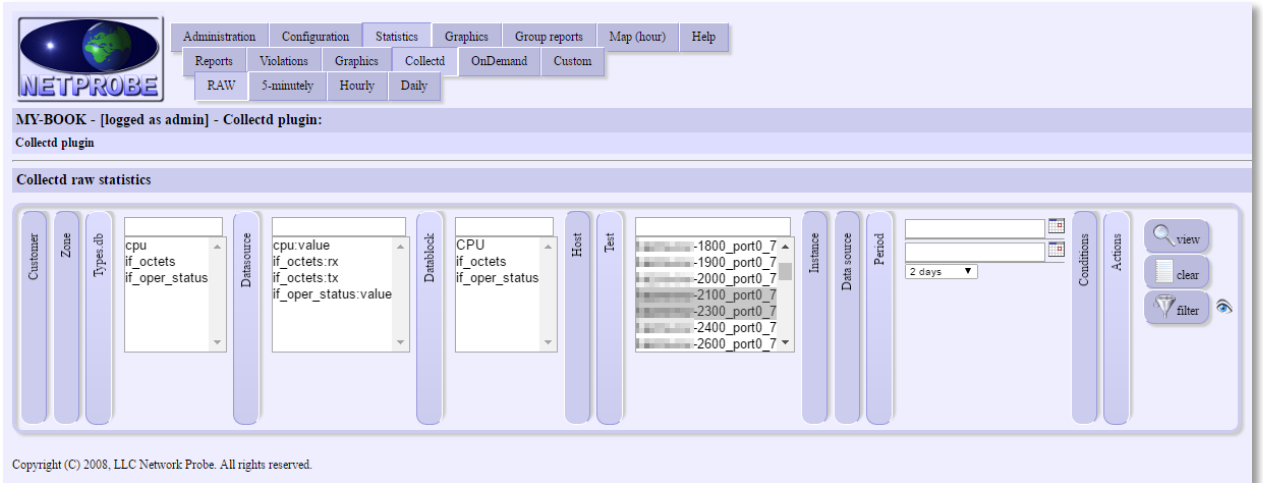 NETPROBE
Administration Configuration Statistics Graphics Group reports Map (hour) Help
Reports Violations Graphics Collectd OnDemand Custom
RAW 5-minutely Hourly Daily
MY-BOOK - [logged as admin] - Collectd plugin:
Collectd plugin
Collectd raw statistics
Customer
Zone
Types.db
cpu
if_octets
if_oper_status
Datasource
cpu:value
if_octets:rx
if_octets:tx
if_oper_status:value
Datablock
CPU
if_octets
if_oper_status
Host
Test
-1800_port0_7
-1900_port0_7
-2000_port0_7
-2100_port0_7
-2300_port0_7
-2400_port0_7
-2600_port0_7
Instance
Data source
Period
2 days
Conditions
Actions
view
clear
filter
Copyright (C) 2008, LLC Network Probe. All rights reserved.